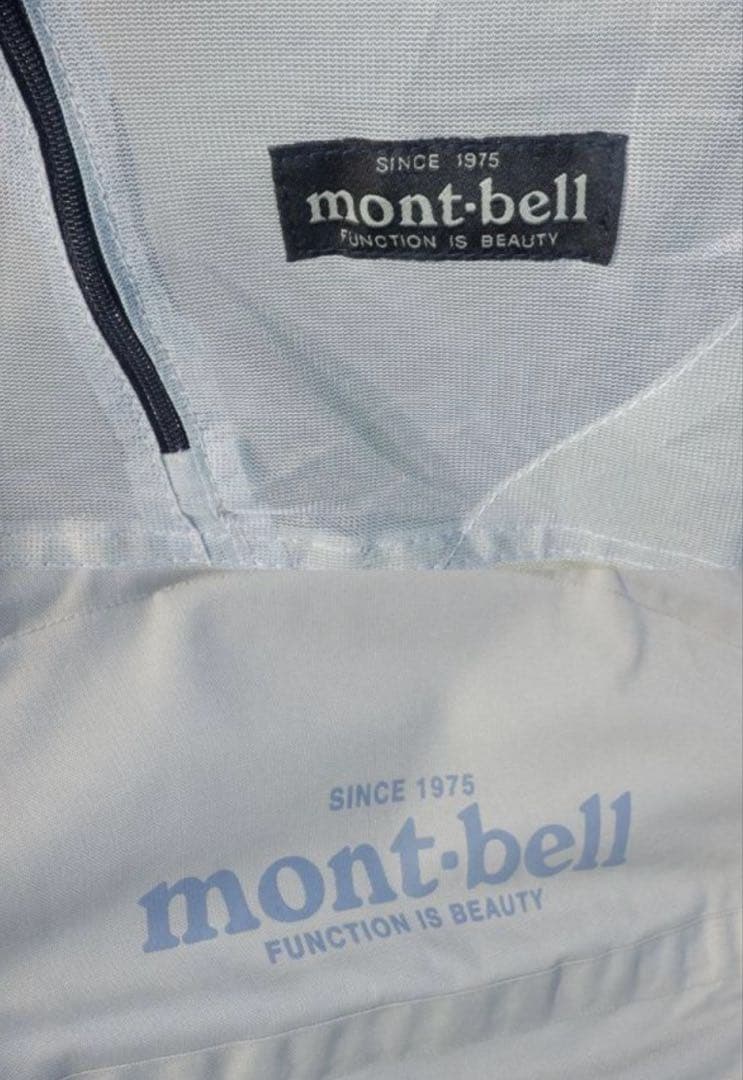 SINCE 1975
mont·bell
FUNCTION IS BEAUTY
SINCE 1975
mont·bell
FUNCTION IS BEAUTY